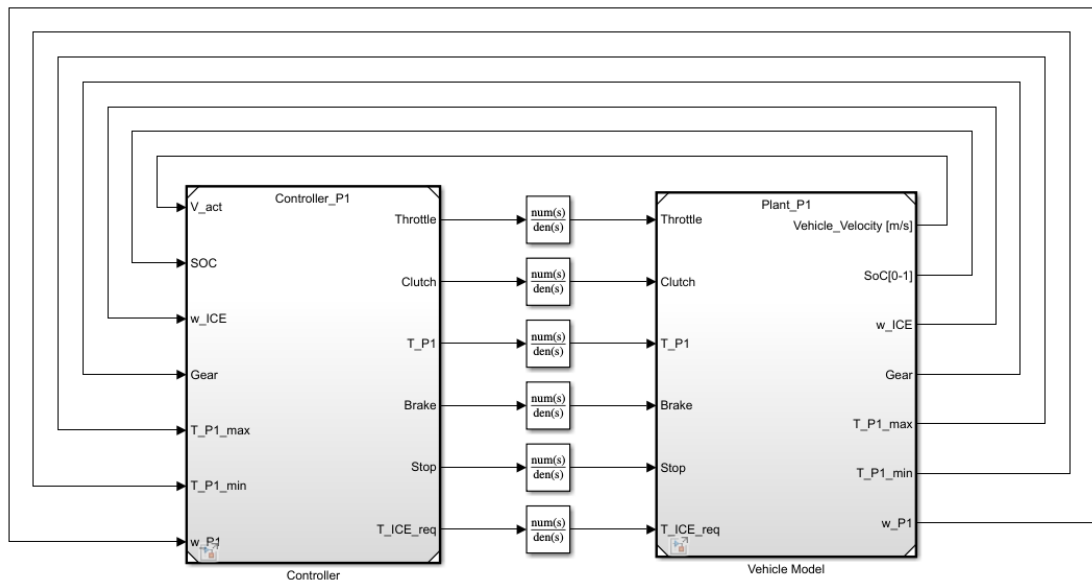 Controller_P1
V_act
SOC
w_ICE
Gear
T_P1_max
T_P1_min
w_P1
Throttle
Clutch
T_P1
Brake
Stop
T_ICE_req
Controller
num(s)
den(s)
num(s)
den(s)
num(s)
den(s)
num(s)
den(s)
num(s)
den(s)
num(s)
den(s)
Plant_P1
Throttle
Clutch
T_P1
Brake
Stop
T_ICE_req
Vehicle_Velocity [m/s]
SoC[0-1]
w_ICE
Gear
T_P1_max
T_P1_min
w_P1
Vehicle Model